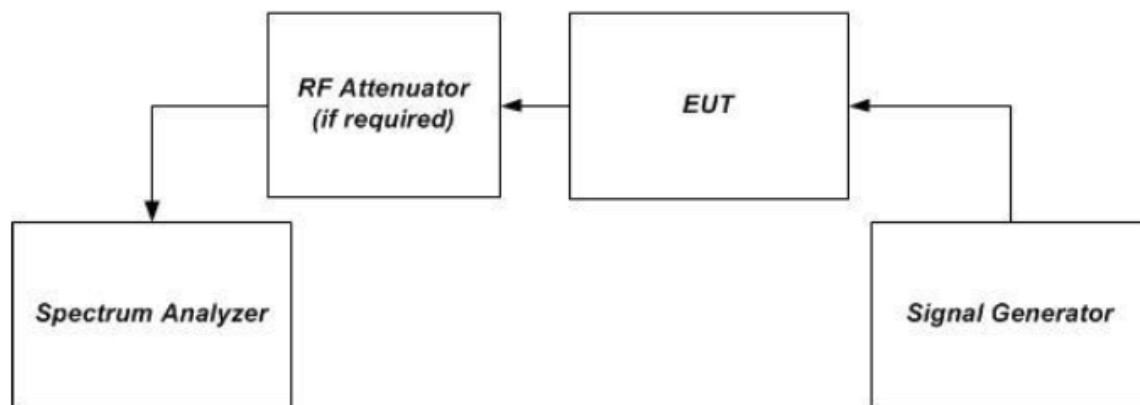 RF Attenuator
(if required)
EUT
Spectrum Analyzer
Signal Generator